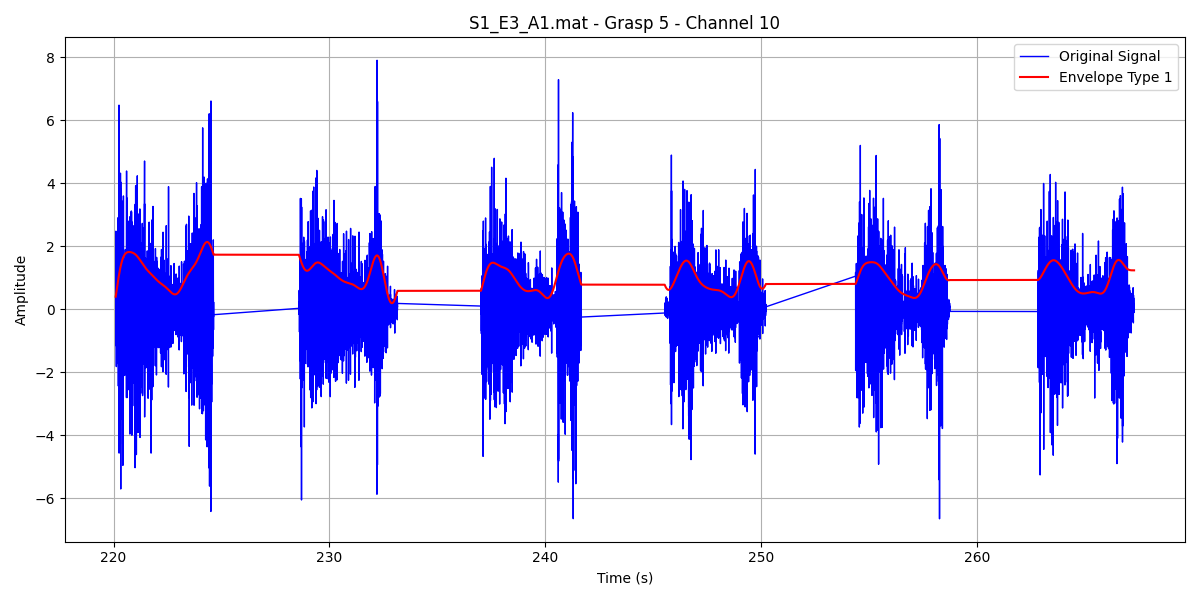 S1_E3_A1.mat - Grasp 5 - Channel 10
Original Signal
Envelope Type 1
Amplitude
8
6
4
2
0
−2
−4
−6
220
230
240
250
260
Time (s)